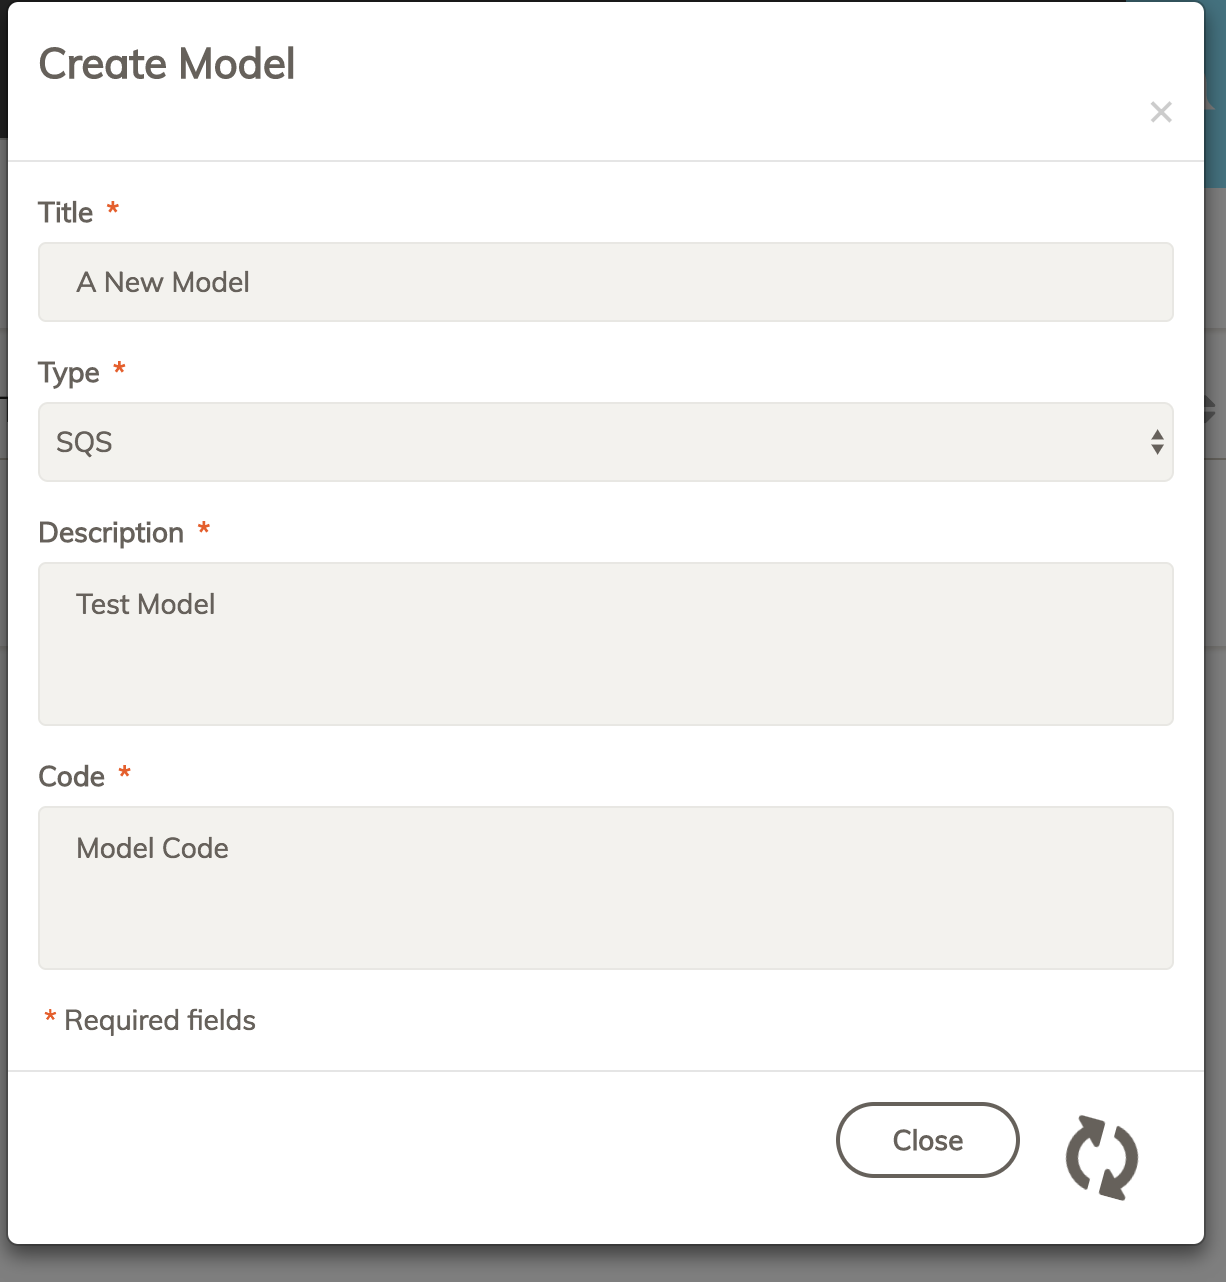 Create Model
×
Title *
A New Model
Type *
SQS
Description *
Test Model
Code *
Model Code
* Required fields
Close